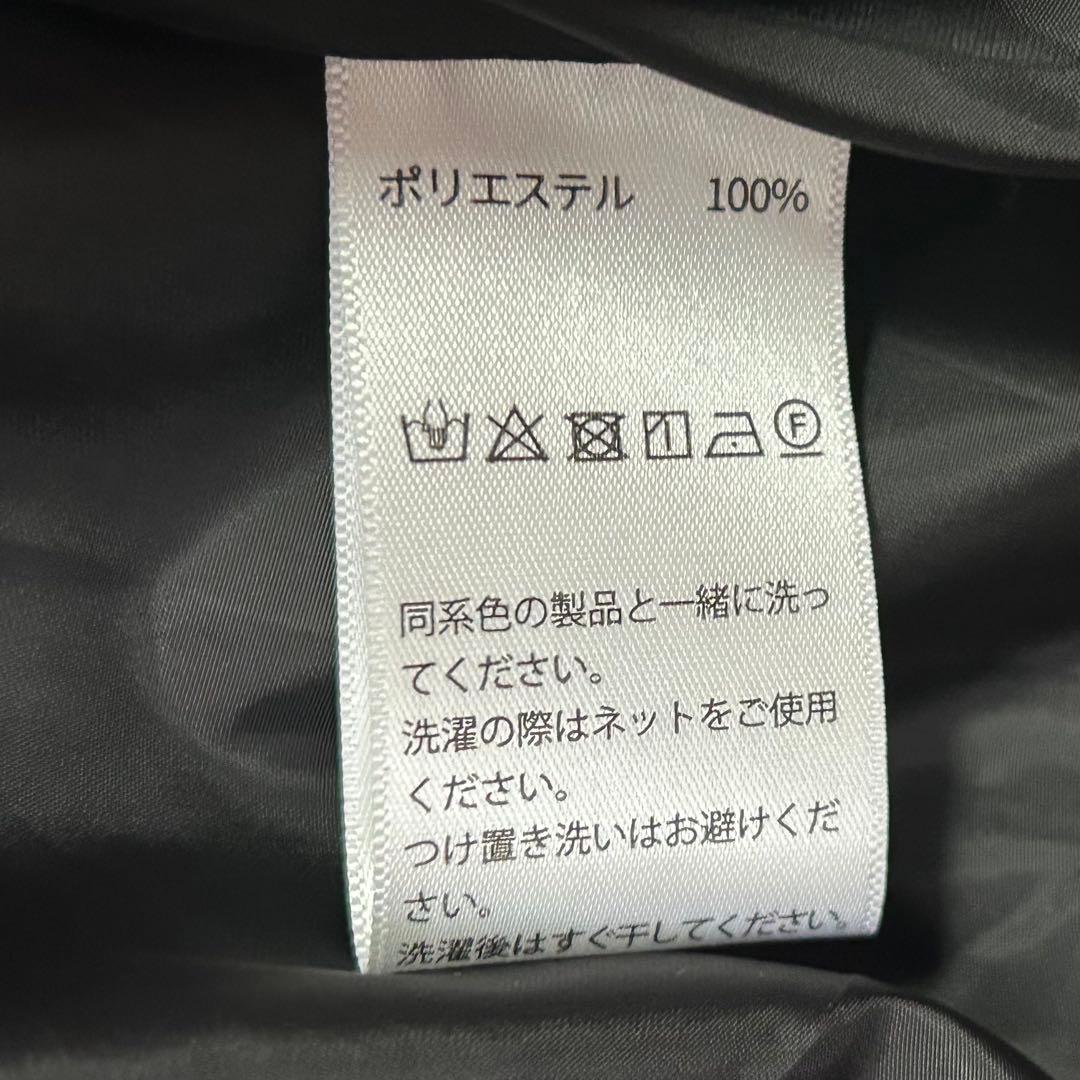 ポリエステル 100%
F
同系色の製品と一緒に洗っ
てください。
洗濯の際はネットをご使用
ください。
つけ置き洗いはお避けくだ
さい。
洗濯後はすぐ干してください。